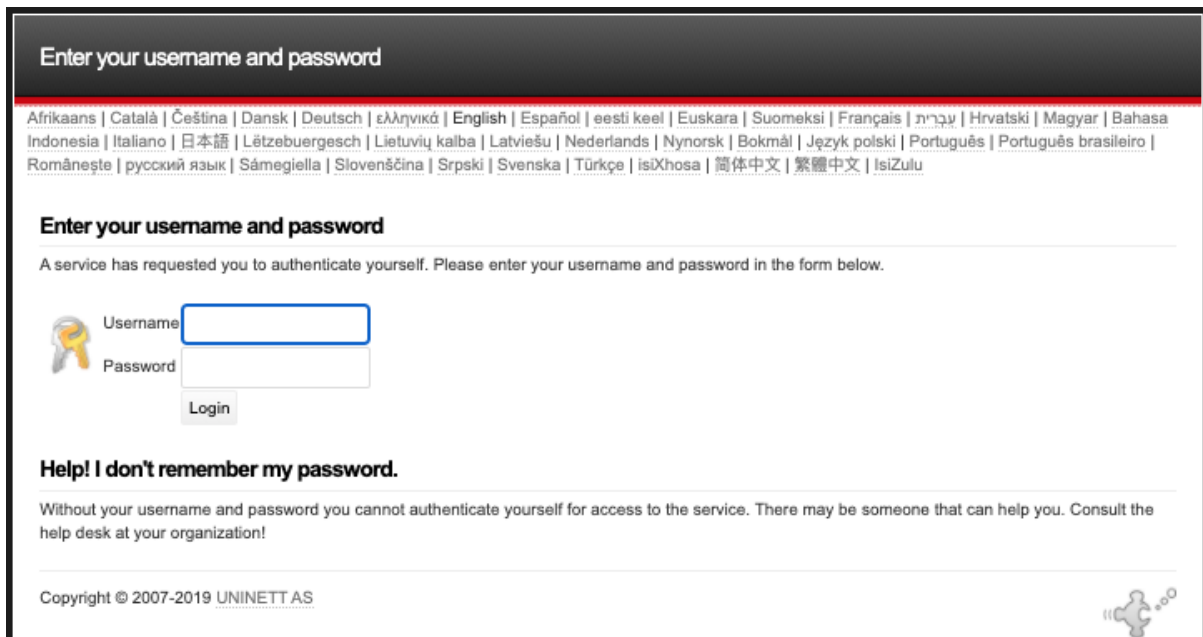 Enter your username and password
Afrikaans | Català | Čeština | Dansk | Deutsch | ελληνικά | English | Español | eesti keel | Euskara | Suomeksi | Français | עִבְרִית | Hrvatski | Magyar | Bahasa
Indonesia | Italiano | 日本語 | Lëtzebuergesch | Lietuvių kalba | Latviešu | Nederlands | Nynorsk | Bokmål | Język polski | Português | Português brasileiro |
Românește | русский язык | Sámegiella | Slovenščina | Srpski | Svenska | Türkçe | isiXhosa | 简体中文 | 繁體中文 | IsiZulu
Enter your username and password
A service has requested you to authenticate yourself. Please enter your username and password in the form below.
Username
Password
Login
Help! I don't remember my password.
Without your username and password you cannot authenticate yourself for access to the service. There may be someone that can help you. Consult the
help desk at your organization!
Copyright © 2007-2019 UNINETT AS